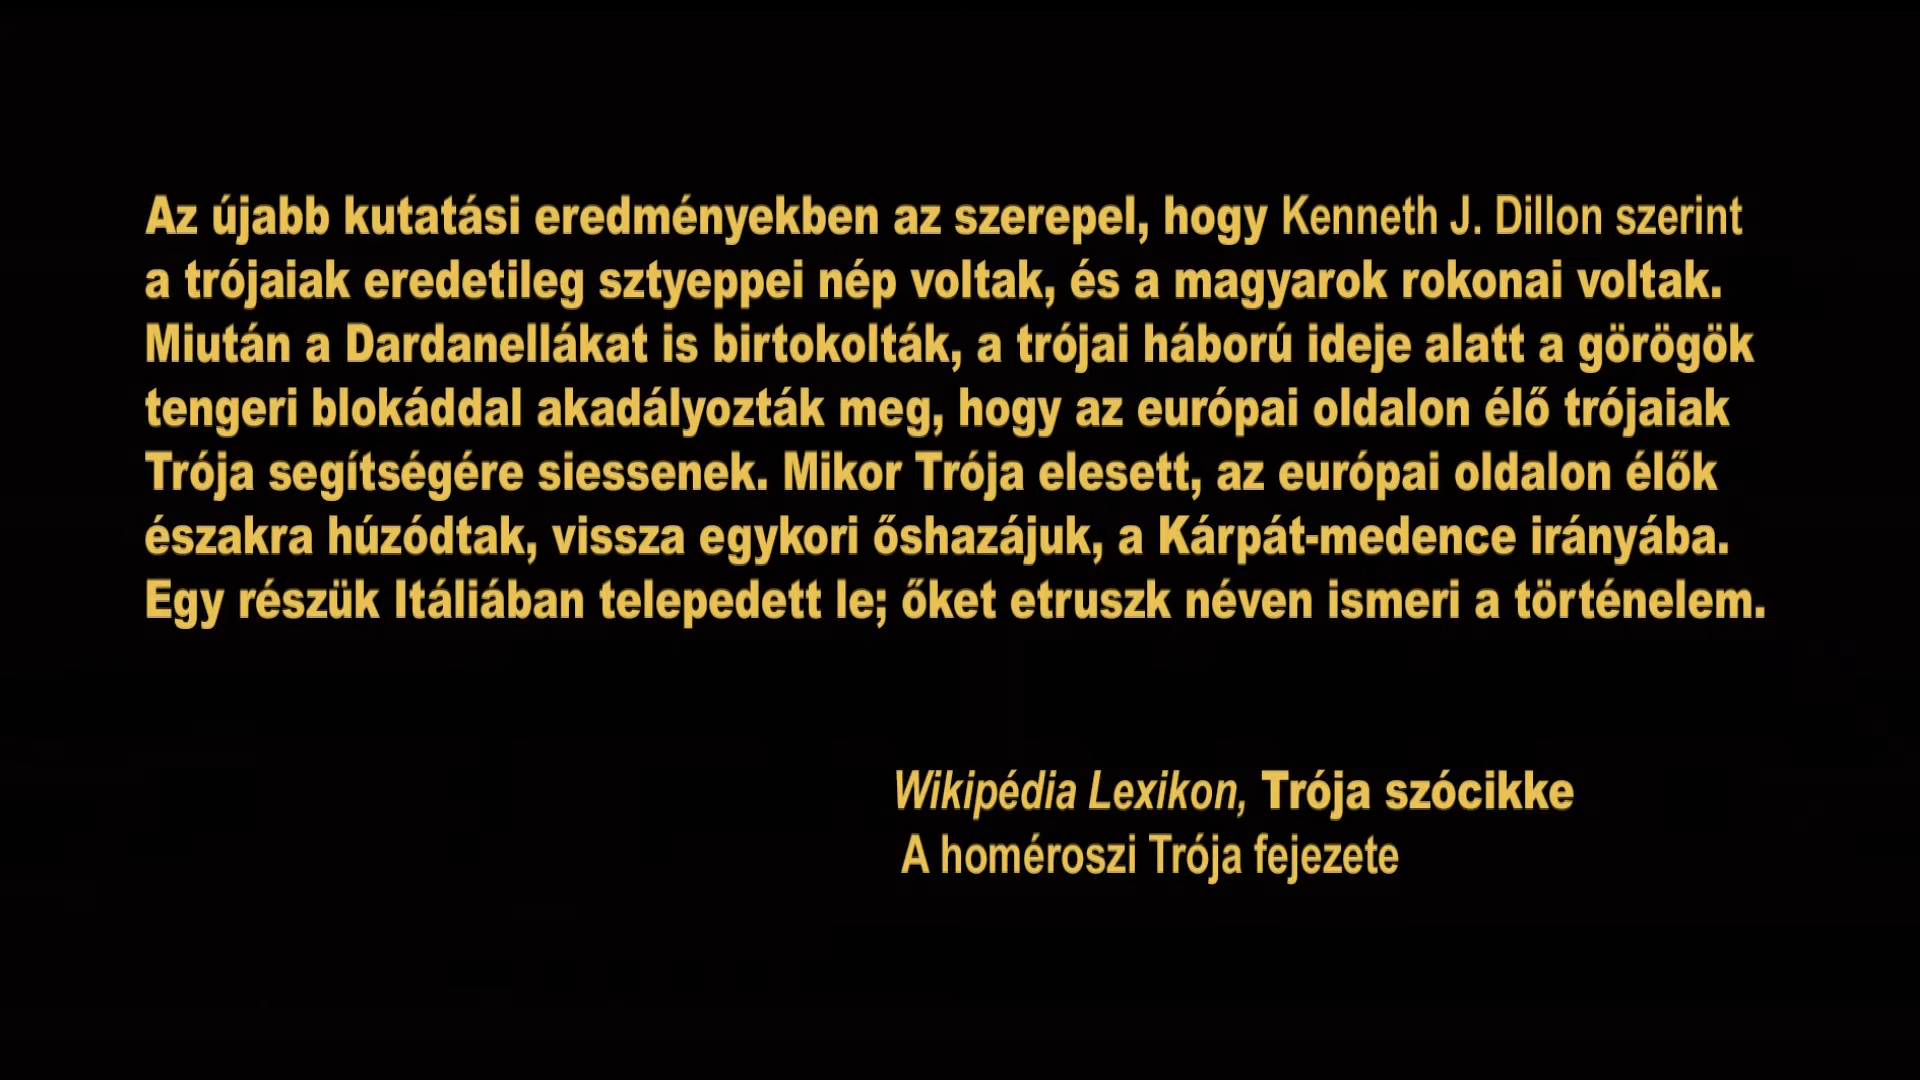 Az újabb kutatási eredményekben az szerepel, hogy Kenneth J. Dillon szerint
a trójaiak eredetileg sztyeppei nép voltak, és a magyarok rokonai voltak.
Miután a Dardanellákat is birtokolták, a trójai háború ideje alatt a görögök
tengeri blokáddal akadályozták meg, hogy az európai oldalon élő trójaiak
Trója segítségére siessenek. Mikor Trója elesett, az európai oldalon élők
északra húzódtak, vissza egykori őshazájuk, a Kárpát-medence irányába.
Egy részük Itáliában telepedett le; őket etruszk néven ismeri a történelem.
Wikipédia Lexikon, Trója szócikke
A homéroszi Trója fejezete